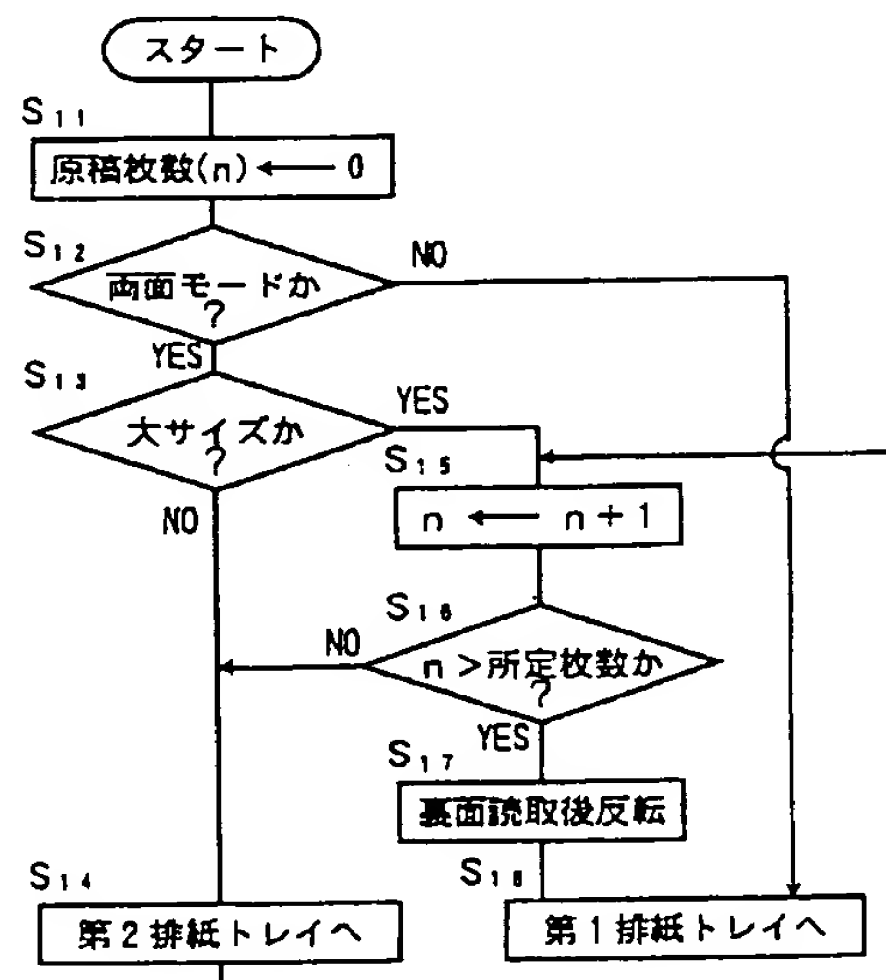 スタート
S11
原稿枚数(n) ← 0
S12
両面モードか
?
NO
YES
S13
大サイズか
?
YES
NO
S15
n ← n+1
S16
n>所定枚数か
?
NO
YES
S17
裏面読取後反転
S14
第2排紙トレイへ
S18
第1排紙トレイへ